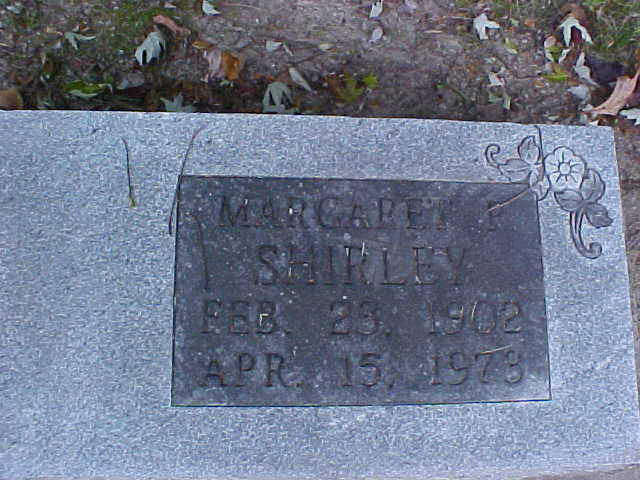 MARGARET F
SHIRLEY
FEB. 23, 1902
APR. 15, 1973